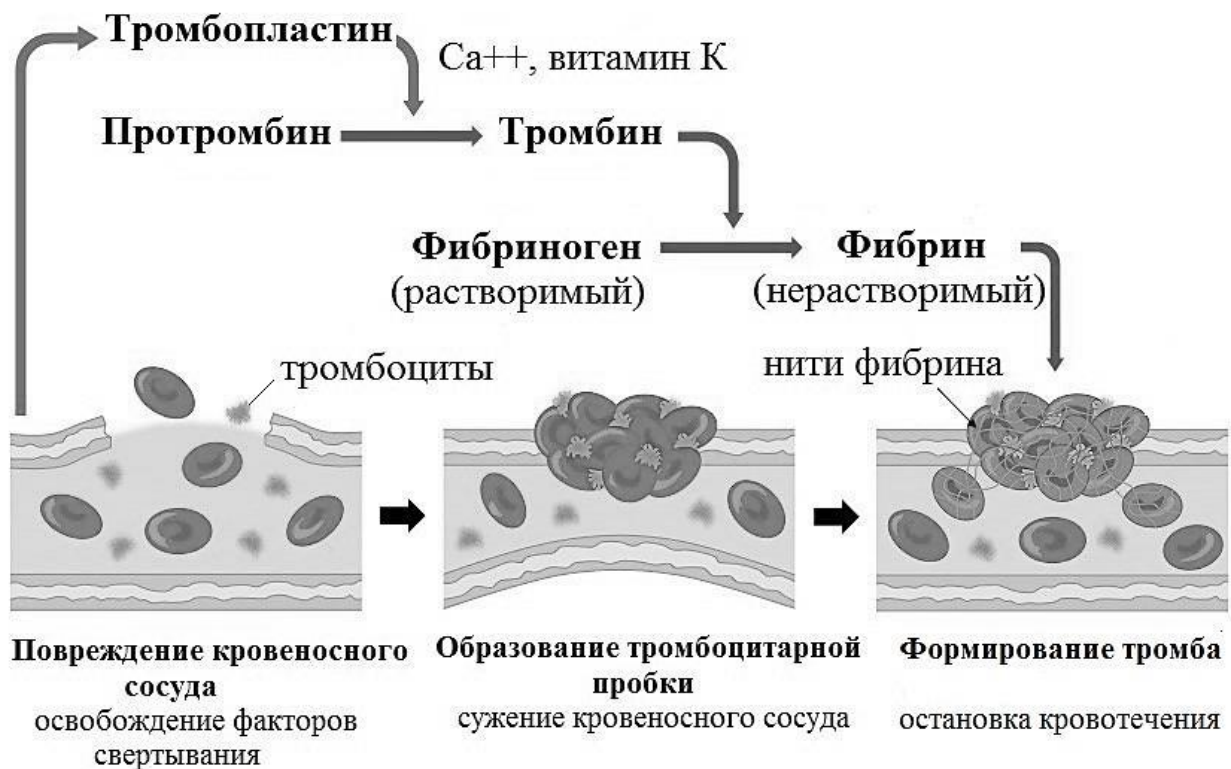 Тромбопластин
Ca++, витамин К
Протромбин
Тромбин
Фибриноген
(растворимый)
Фибрин
(нерастворимый)
тромбоциты
нити фибрина
Повреждение кровеносного
сосуда
освобождение факторов
свертывания
Образование тромбоцитарной
пробки
сужение кровеносного сосуда
Формирование тромба
остановка кровотечения